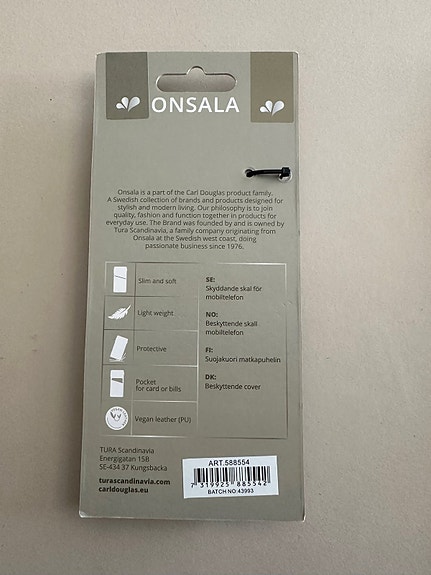 ONSALA
Onsala is a part of the Carl Douglas product family.
A Swedish collection of brands and products designed for
stylish and modern living. Our philosophy is to join
quality, fashion and function together in products for
everyday use. The Brand was founded by and is owned by
Tura Scandinavia, a family company originating from
Onsala at the Swedish west coast, doing
passionate business since 1976.
Slim and soft
Light weight
Protective
Pocket
for card or bills
Vegan leather (PU)
SE:
Skyddande skal för
mobiltelefon
NO:
Beskyttende skall
mobiltelefon
FI:
Suojakuori matkapuhelin
DK:
Beskyttende cover
TURA Scandinavia
Energigatan 15B
SE-434 37 Kungsbacka
turascandinavia.com
carldouglas.eu
ART.588554
7 319925 885542
BATCH NO.43993